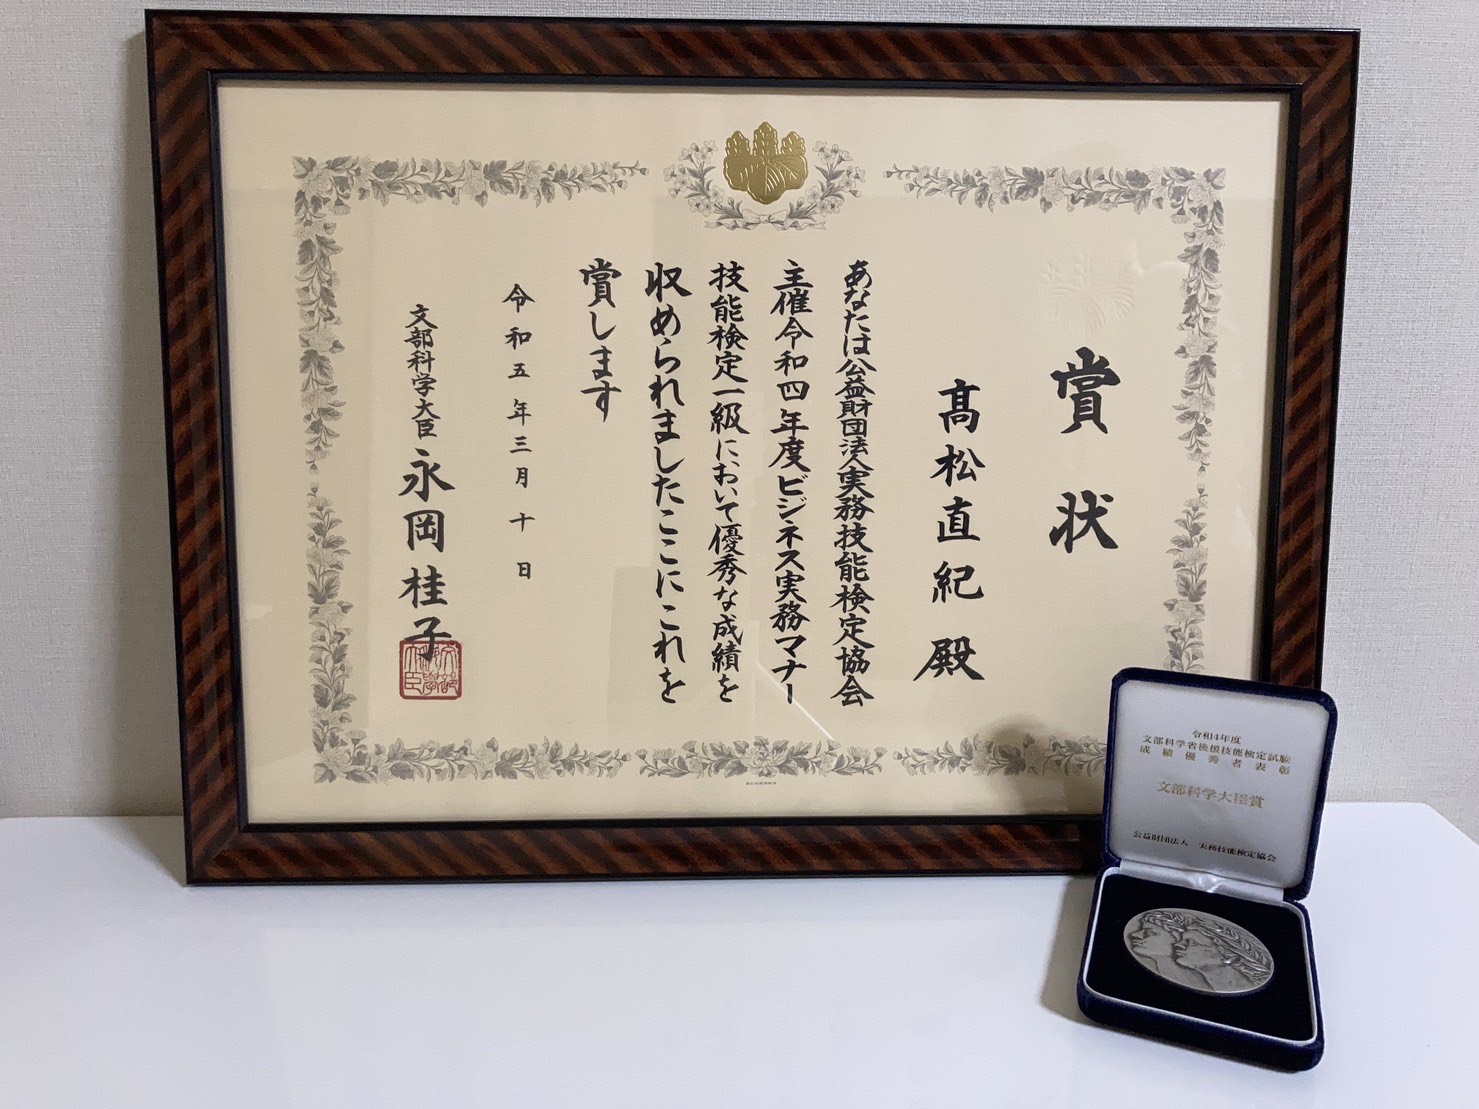 賞状
髙松直紀殿
あなたは公益財団法人実務技能検定協会
主催令和四年度ビジネス実務マナー
技能検定一級において優秀な成績を
収められましたここにこれを
賞します
令和五年三月十日
文部科学大臣 永岡桂子
令和4年度
文部科学省後援技能検定試験
成績優秀者表彰
文部科学大臣賞
公益財団法人 実務技能検定協会